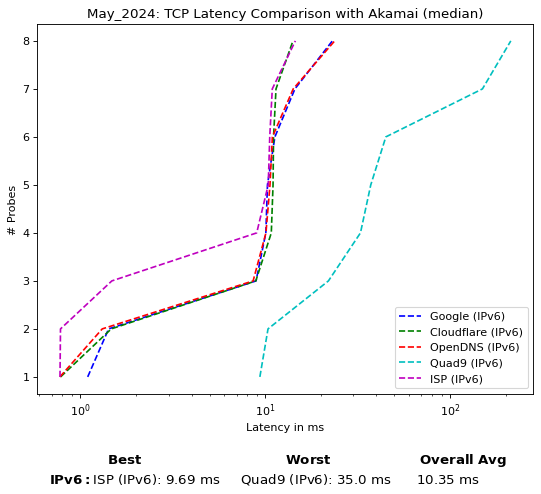 May_2024: TCP Latency Comparison with Akamai (median)
8
7
6
5
4
3
2
1
# Probes
Google (IPv6)
Cloudflare (IPv6)
OpenDNS (IPv6)
Quad9 (IPv6)
ISP (IPv6)
10⁰ 10¹ 10²
Latency in ms
Best Worst Overall Avg
IPv6: ISP (IPv6): 9.69 ms Quad9 (IPv6): 35.0 ms 10.35 ms